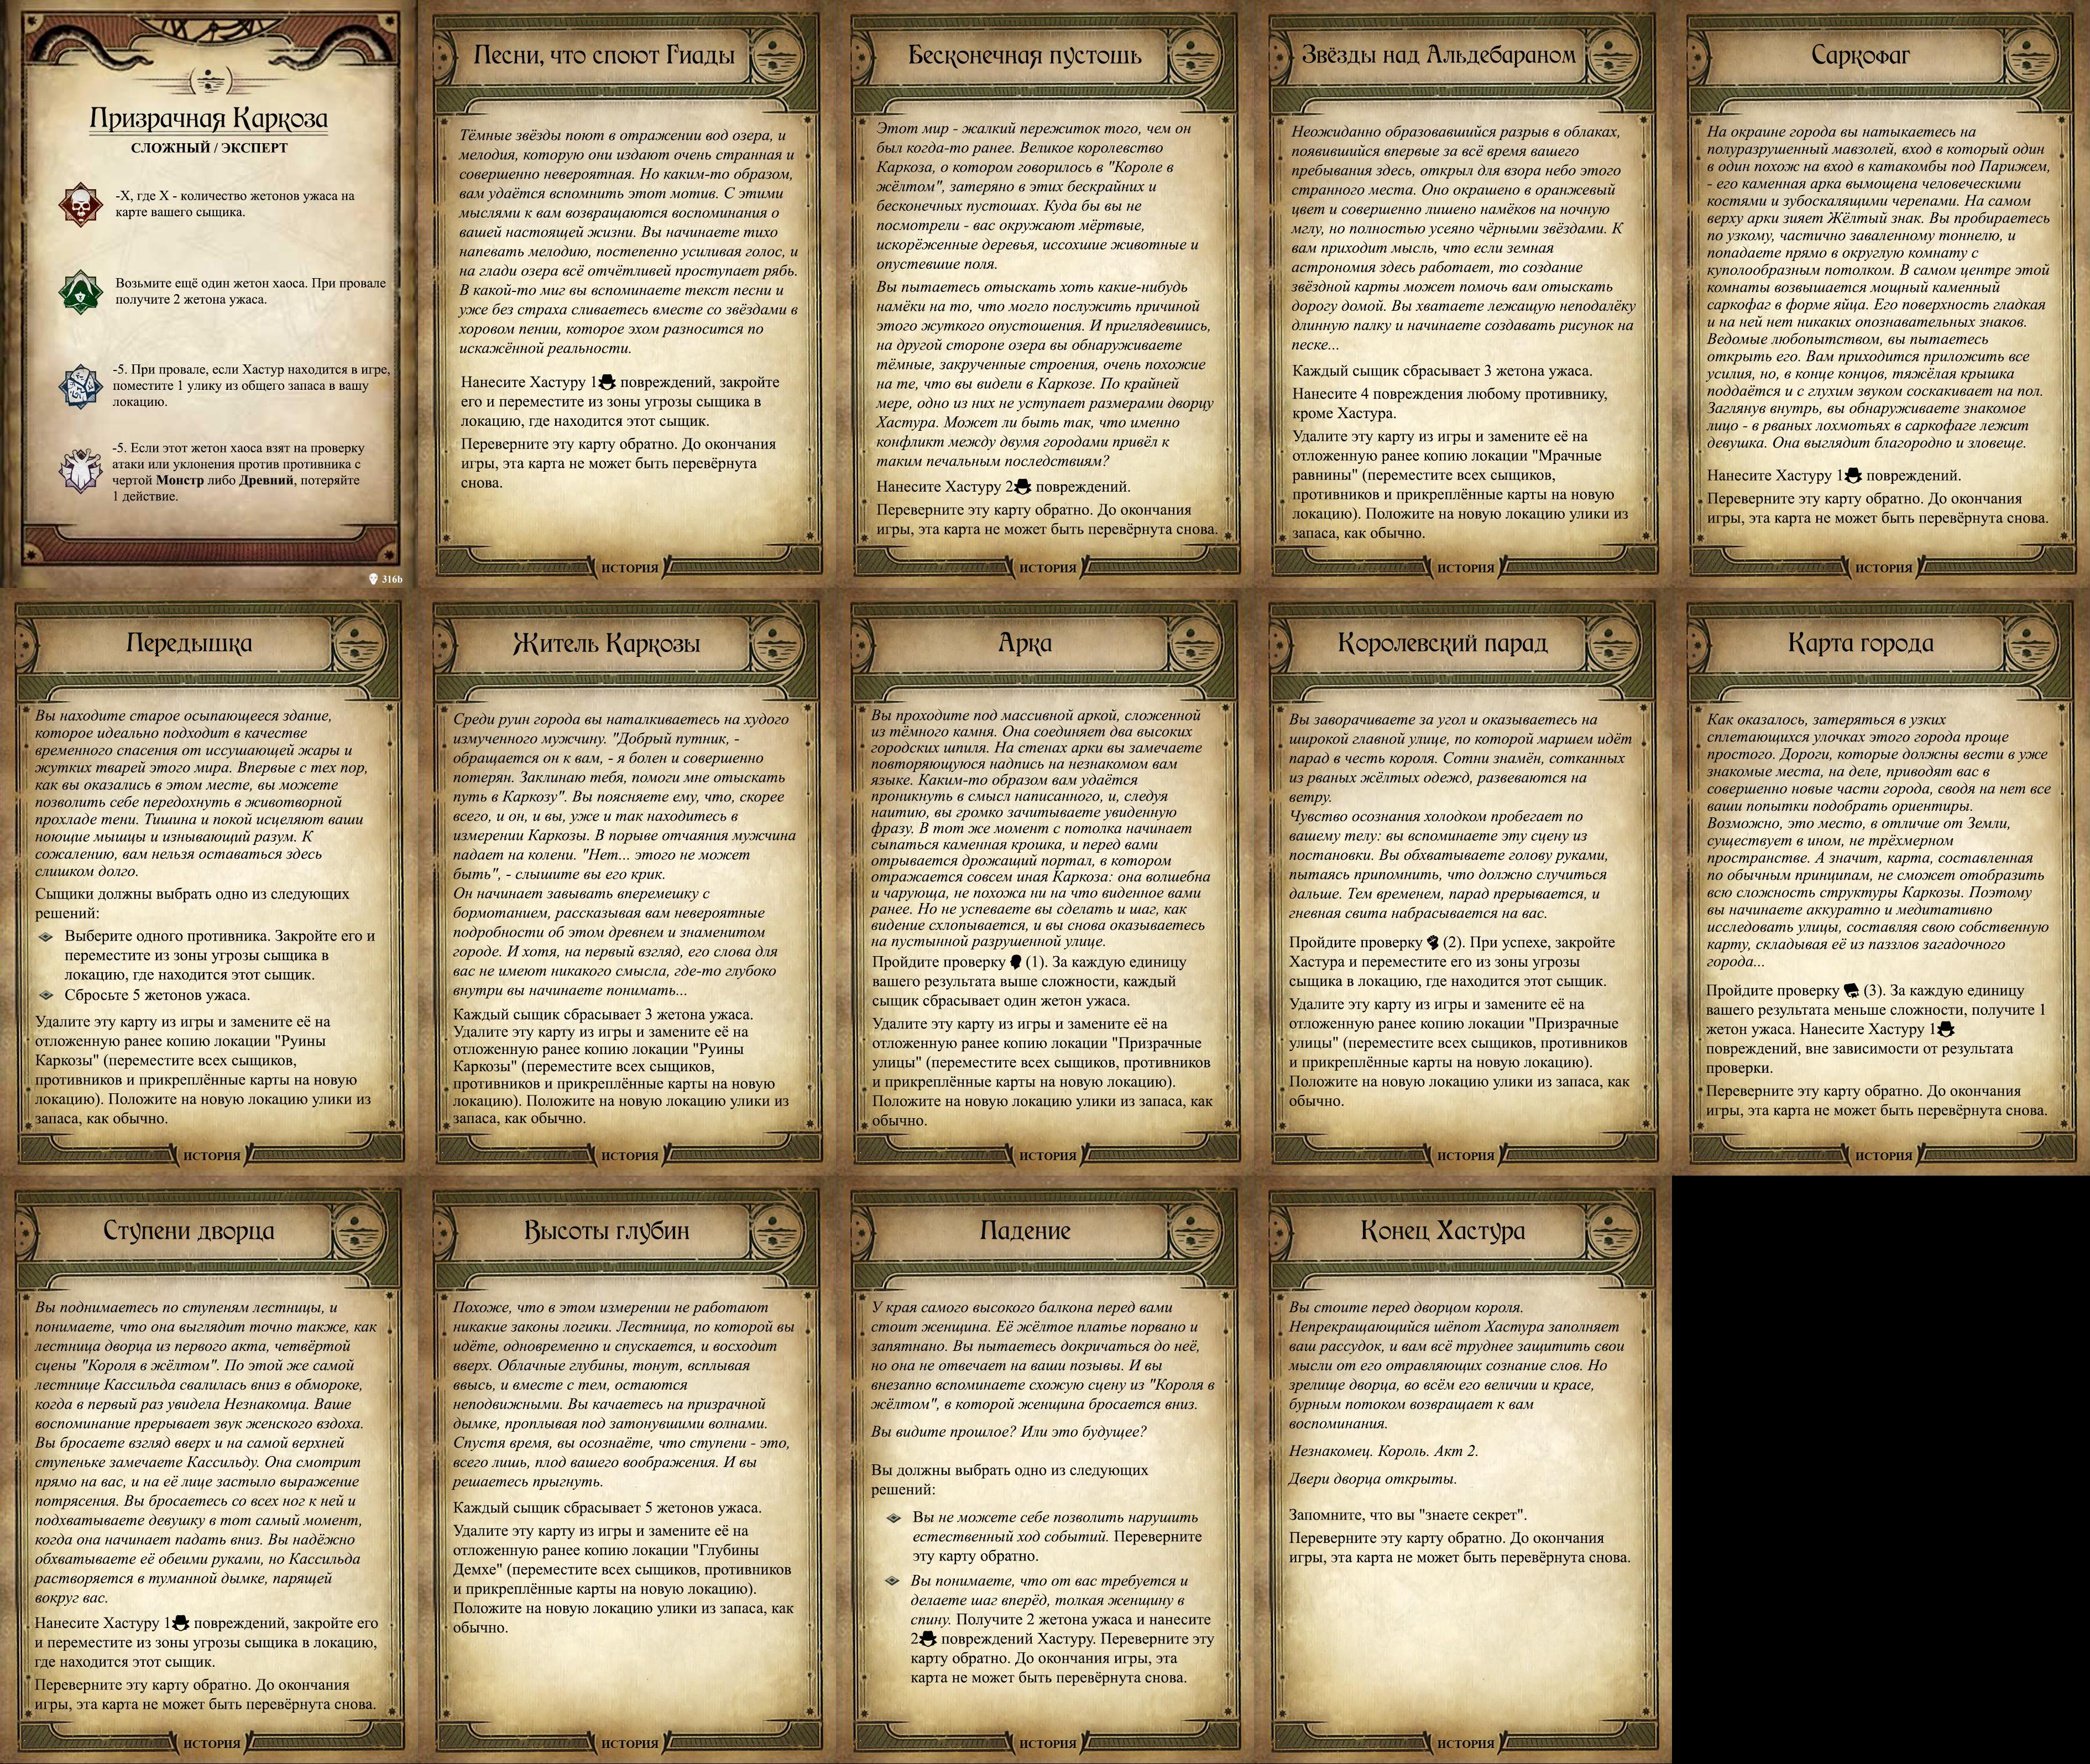 Призрачная Каркоза
СЛОЖНЫЙ / ЭКСПЕРТ
-X, где X - количество жетонов ужаса на
карте вашего сыщика.
Возьмите ещё один жетон хаоса. При провале
получите 2 жетона ужаса.
-5. При провале, если Хастур находится в игре,
поместите 1 улику из общего запаса в вашу
локацию.
-5. Если этот жетон хаоса взят на проверку
атаки или уклонения против противника с
чертой Монстр либо Древний, потеряйте
1 действие.
316b
Песни, что споют Гиады
Тёмные звёзды поют в отражении вод озера, и
мелодия, которую они издают очень странная и
совершенно невероятная. Но каким-то образом,
вам удаётся вспомнить этот мотив. С этими
мыслями к вам возвращаются воспоминания о
вашей настоящей жизни. Вы начинаете тихо
напевать мелодию, постепенно усиливая голос, и
на глади озера всё отчётливей проступает рябь.
В какой-то миг вы вспоминаете текст песни и
уже без страха сливаетесь вместе со звёздами в
хоровом пении, которое эхом разносится по
искажённой реальности.
Нанесите Хастуру 1 повреждений, закройте
его и переместите из зоны угрозы сыщика в
локацию, где находится этот сыщик.
Переверните эту карту обратно. До окончания
игры, эта карта не может быть перевёрнута
снова.
ИСТОРИЯ
Бесконечная пустошь
Этот мир - жалкий пережиток того, чем он
был когда-то ранее. Великое королевство
Каркоза, о котором говорилось в "Короле в
жёлтом", затеряно в этих бескрайних и
бесконечных пустошах. Куда бы вы не
посмотрели - вас окружают мёртвые,
искорёженные деревья, иссохшие животные и
опустевшие поля.
Вы пытаетесь отыскать хоть какие-нибудь
намёки на то, что могло послужить причиной
этого жуткого опустошения. И приглядевшись,
на другой стороне озера вы обнаруживаете
тёмные, закрученные строения, очень похожие
на те, что вы видели в Каркозе. По крайней
мере, одно из них не уступает размерами дворцу
Хастура. Может ли быть так, что именно
конфликт между двумя городами привёл к
таким печальным последствиям?
Нанесите Хастуру 2 повреждений.
Переверните эту карту обратно. До окончания
игры, эта карта не может быть перевёрнута снова.
ИСТОРИЯ
Звёзды над Альдебараном
Неожиданно образовавшийся разрыв в облаках,
появившийся впервые за всё время вашего
пребывания здесь, открыл для взора небо этого
странного места. Оно окрашено в оранжевый
цвет и совершенно лишено намёков на ночную
мглу, но полностью усеяно чёрными звёздами. К
вам приходит мысль, что если земная
астрономия здесь работает, то создание
звёздной карты может помочь вам отыскать
дорогу домой. Вы хватаете лежащую неподалёку
длинную палку и начинаете создавать рисунок на
песке...
Каждый сыщик сбрасывает 3 жетона ужаса.
Нанесите 4 повреждения любому противнику,
кроме Хастура.
Удалите эту карту из игры и замените её на
отложенную ранее копию локации "Мрачные
равнины" (переместите всех сыщиков,
противников и прикреплённые карты на новую
локацию). Положите на новую локацию улики из
запаса, как обычно.
ИСТОРИЯ
Саркофаг
На окраине города вы натыкаетесь на
полуразрушенный мавзолей, вход в который один
в один похож на вход в катакомбы под Парижем,
- его каменная арка вымощена человеческими
костями и зубоскалящими черепами. На самом
верху арки зияет Жёлтый знак. Вы пробираетесь
по узкому, частично заваленному тоннелю, и
попадаете прямо в округлую комнату с
куполообразным потолком. В самом центре этой
комнаты возвышается мощный каменный
саркофаг в форме яйца. Его поверхность гладкая
и на ней нет никаких опознавательных знаков.
Ведомые любопытством, вы пытаетесь
открыть его. Вам приходится приложить все
усилия, но, в конце концов, тяжёлая крышка
поддаётся и с глухим звуком соскакивает на пол.
Заглянув внутрь, вы обнаруживаете знакомое
лицо - в рваных лохмотьях в саркофаге лежит
девушка. Она выглядит благородно и зловеще.
Нанесите Хастуру 1 повреждений.
Переверните эту карту обратно. До окончания
игры, эта карта не может быть перевёрнута снова.
ИСТОРИЯ
Передышка
Вы находите старое осыпающееся здание,
которое идеально подходит в качестве
временного спасения от иссушающей жары и
жутких тварей этого мира. Впервые с тех пор,
как вы оказались в этом месте, вы можете
позволить себе передохнуть в животворной
прохладе тени. Тишина и покой исцеляют ваши
ноющие мышцы и изнывающий разум. К
сожалению, вам нельзя оставаться здесь
слишком долго.
Сыщики должны выбрать одно из следующих
решений:
Выберите одного противника. Закройте его и
переместите из зоны угрозы сыщика в
локацию, где находится этот сыщик.
Сбросьте 5 жетонов ужаса.
Удалите эту карту из игры и замените её на
отложенную ранее копию локации "Руины
Каркозы" (переместите всех сыщиков,
противников и прикреплённые карты на новую
локацию). Положите на новую локацию улики из
запаса, как обычно.
ИСТОРИЯ
Житель Каркозы
Среди руин города вы наталкиваетесь на худого
измученного мужчину. "Добрый путник, -
обращается он к вам, - я болен и совершенно
потерян. Заклинаю тебя, помоги мне отыскать
путь в Каркозу". Вы поясняете ему, что, скорее
всего, и он, и вы, уже и так находитесь в
измерении Каркозы. В порыве отчаяния мужчина
падает на колени. "Нет... этого не может
быть", - слышите вы его крик.
Он начинает завывать вперемешку с
бормотанием, рассказывая вам невероятные
подробности об этом древнем и знаменитом
городе. И хотя, на первый взгляд, его слова для
вас не имеют никакого смысла, где-то глубоко
внутри вы начинаете понимать...
Каждый сыщик сбрасывает 3 жетона ужаса.
Удалите эту карту из игры и замените её на
отложенную ранее копию локации "Руины
Каркозы" (переместите всех сыщиков,
противников и прикреплённые карты на новую
локацию). Положите на новую локацию улики из
запаса, как обычно.
ИСТОРИЯ
Арка
Вы проходите под массивной аркой, сложенной
из тёмного камня. Она соединяет два высоких
городских шпиля. На стенах арки вы замечаете
повторяющуюся надпись на незнакомом вам
языке. Каким-то образом вам удаётся
проникнуть в смысл написанного, и, следуя
наитию, вы громко зачитываете увиденную
фразу. В тот же момент с потолка начинает
сыпаться каменная крошка, и перед вами
отрывается дрожащий портал, в котором
отражается совсем иная Каркоза: она волшебна
и чарующа, не похожа ни на что виденное вами
ранее. Но не успеваете вы сделать и шаг, как
видение схлопывается, и вы снова оказываетесь
на пустынной разрушенной улице.
Пройдите проверку (1). За каждую единицу
вашего результата выше сложности, каждый
сыщик сбрасывает один жетон ужаса.
Удалите эту карту из игры и замените её на
отложенную ранее копию локации "Призрачные
улицы" (переместите всех сыщиков, противников
и прикреплённые карты на новую локацию).
Положите на новую локацию улики из запаса, как
обычно.
ИСТОРИЯ
Королевский парад
Вы заворачиваете за угол и оказываетесь на
широкой главной улице, по которой маршем идёт
парад в честь короля. Сотни знамён, сотканных
из рваных жёлтых одежд, развеваются на
ветру.
Чувство осознания холодком пробегает по
вашему телу: вы вспоминаете эту сцену из
постановки. Вы обхватываете голову руками,
пытаясь припомнить, что должно случиться
дальше. Тем временем, парад прерывается, и
гневная свита набрасывается на вас.
Пройдите проверку (2). При успехе, закройте
Хастура и переместите его из зоны угрозы
сыщика в локацию, где находится этот сыщик.
Удалите эту карту из игры и замените её на
отложенную ранее копию локации "Призрачные
улицы" (переместите всех сыщиков, противников
и прикреплённые карты на новую локацию).
Положите на новую локацию улики из запаса, как
обычно.
ИСТОРИЯ
Карта города
Как оказалось, затеряться в узких
сплетающихся улочках этого города проще
простого. Дороги, которые должны вести в уже
знакомые места, на деле, приводят вас в
совершенно новые части города, сводя на нет все
ваши попытки подобрать ориентиры.
Возможно, это место, в отличие от Земли,
существует в ином, не трёхмерном
пространстве. А значит, карта, составленная
по обычным принципам, не сможет отобразить
всю сложность структуры Каркозы. Поэтому
вы начинаете аккуратно и медитативно
исследовать улицы, составляя свою собственную
карту, складывая её из паззлов загадочного
города...
Пройдите проверку (3). За каждую единицу
вашего результата меньше сложности, получите 1
жетон ужаса. Нанесите Хастуру 1
повреждений, вне зависимости от результата
проверки.
Переверните эту карту обратно. До окончания
игры, эта карта не может быть перевёрнута снова.
ИСТОРИЯ
Ступени дворца
Вы поднимаетесь по ступеням лестницы, и
понимаете, что она выглядит точно также, как
лестница дворца из первого акта, четвёртой
сцены "Короля в жёлтом". По этой же самой
лестнице Кассильда свалилась вниз в обмороке,
когда в первый раз увидела Незнакомца. Ваше
воспоминание прерывает звук женского вздоха.
Вы бросаете взгляд вверх и на самой верхней
ступеньке замечаете Кассильду. Она смотрит
прямо на вас, и на её лице застыло выражение
потрясения. Вы бросаетесь со всех ног к ней и
подхватываете девушку в тот самый момент,
когда она начинает падать вниз. Вы надёжно
обхватываете её обеими руками, но Кассильда
растворяется в туманной дымке, парящей
вокруг вас.
Нанесите Хастуру 1 повреждений, закройте его
и переместите из зоны угрозы сыщика в локацию,
где находится этот сыщик.
Переверните эту карту обратно. До окончания
игры, эта карта не может быть перевёрнута снова.
ИСТОРИЯ
Высоты глубин
Похоже, что в этом измерении не работают
никакие законы логики. Лестница, по которой вы
идёте, одновременно и спускается, и восходит
вверх. Облачные глубины, тонут, всплывая
ввысь, и вместе с тем, остаются
неподвижными. Вы качаетесь на призрачной
дымке, проплывая под затонувшими волнами.
Спустя время, вы осознаёте, что ступени - это,
всего лишь, плод вашего воображения. И вы
решаетесь прыгнуть.
Каждый сыщик сбрасывает 5 жетонов ужаса.
Удалите эту карту из игры и замените её на
отложенную ранее копию локации "Глубины
Демхе" (переместите всех сыщиков, противников
и прикреплённые карты на новую локацию).
Положите на новую локацию улики из запаса, как
обычно.
ИСТОРИЯ
Падение
У края самого высокого балкона перед вами
стоит женщина. Её жёлтое платье порвано и
запятнано. Вы пытаетесь докричаться до неё,
но она не отвечает на ваши позывы. И вы
внезапно вспоминаете схожую сцену из "Короля в
жёлтом", в которой женщина бросается вниз.
Вы видите прошлое? Или это будущее?
Вы должны выбрать одно из следующих
решений:
Вы не можете себе позволить нарушить
естественный ход событий. Переверните
эту карту обратно.
Вы понимаете, что от вас требуется и
делаете шаг вперёд, толкая женщину в
спину. Получите 2 жетона ужаса и нанесите
2 повреждений Хастуру. Переверните эту
карту обратно. До окончания игры, эта
карта не может быть перевёрнута снова.
ИСТОРИЯ
Конец Хастура
Вы стоите перед дворцом короля.
Непрекращающийся шёпот Хастура заполняет
ваш рассудок, и вам всё труднее защитить свои
мысли от его отравляющих сознание слов. Но
зрелище дворца, во всём его величии и красе,
бурным потоком возвращает к вам
воспоминания.
Незнакомец. Король. Акт 2.
Двери дворца открыты.
Запомните, что вы "знаете секрет".
Переверните эту карту обратно. До окончания
игры, эта карта не может быть перевёрнута снова.
ИСТОРИЯ